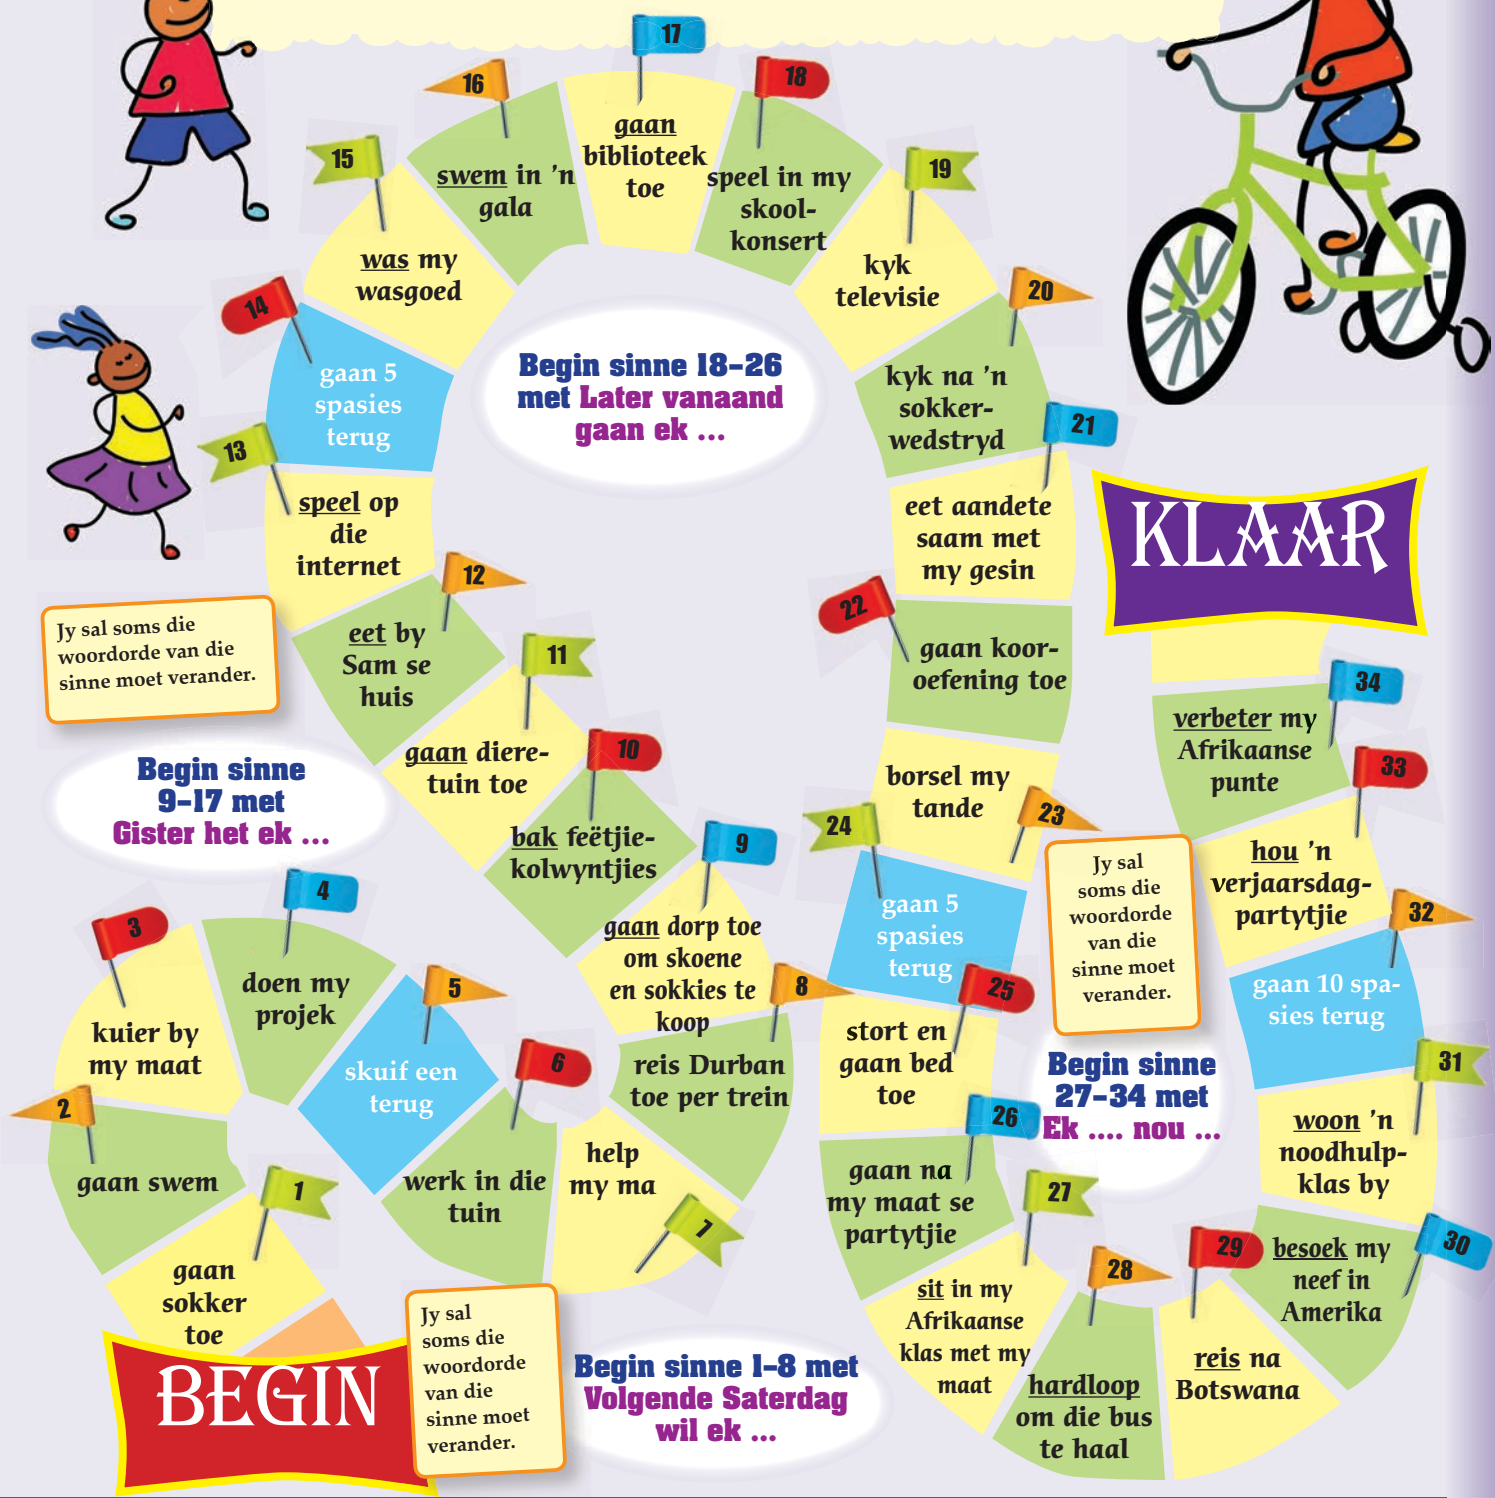 BEGIN
1
gaan
sokker
toe
2
gaan swem
3
kuier by
my maat
4
doen my
projek
5
skuif een
terug
6
werk in die
tuin
7
help
my ma
8
reis Durban
toe per trein
Jy sal
soms die
woordorde
van die
sinne moet
verander.
Begin sinne 1–8 met
Volgende Saterdag
wil ek ...
9
gaan dorp toe
om skoene
en sokkies te
koop
10
bak feëtjie-
kolwyntjies
11
gaan diere-
tuin toe
12
eet by
Sam se
huis
13
speel op
die
internet
14
gaan 5
spasies
terug
15
was my
wasgoed
16
swem in ’n
gala
17
gaan
biblioteek
toe
Jy sal soms die
woordorde van die
sinne moet verander.
Begin sinne
9–17 met
Gister het ek ...
18
speel in my
skool-
konsert
19
kyk
televisie
20
kyk na ’n
sokker-
wedstryd
21
eet aandete
saam met
my gesin
22
gaan koor-
oefening toe
23
borsel my
tande
24
gaan 5
spasies
terug
25
stort en
gaan bed
toe
26
gaan na
my maat se
partytjie
Begin sinne 18–26
met Later vanaand
gaan ek ...
27
sit in my
Afrikaanse
klas met my
maat
28
hardloop
om die bus
te haal
29
reis na
Botswana
30
besoek my
neef in
Amerika
31
woon ’n
noodhulp-
klas by
32
gaan 10 spa-
sies terug
33
hou ’n
verjaarsdag-
partytjie
34
verbeter my
Afrikaanse
punte
Jy sal
soms die
woordorde
van die
sinne moet
verander.
Begin sinne
27–34 met
Ek .... nou ...
KLAAR